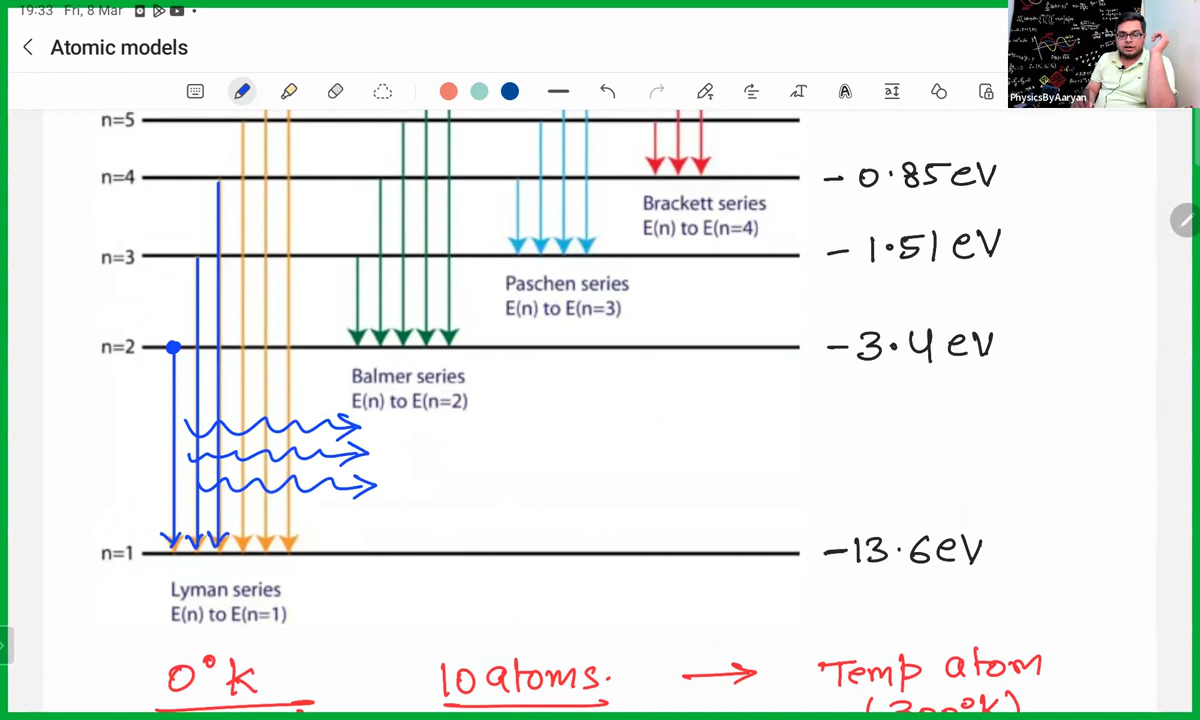 19:33 Fri, 8 Mar
Atomic models
PhysicsByAaryan
n=5
n=4
- 0.85 eV
Brackett series
E(n) to E(n=4)
n=3
- 1.51 eV
Paschen series
E(n) to E(n=3)
n=2
- 3.4 eV
Balmer series
E(n) to E(n=2)
n=1
-13.6 eV
Lyman series
E(n) to E(n=1)
0°K 10 atoms. → Temp atom
(300°K)